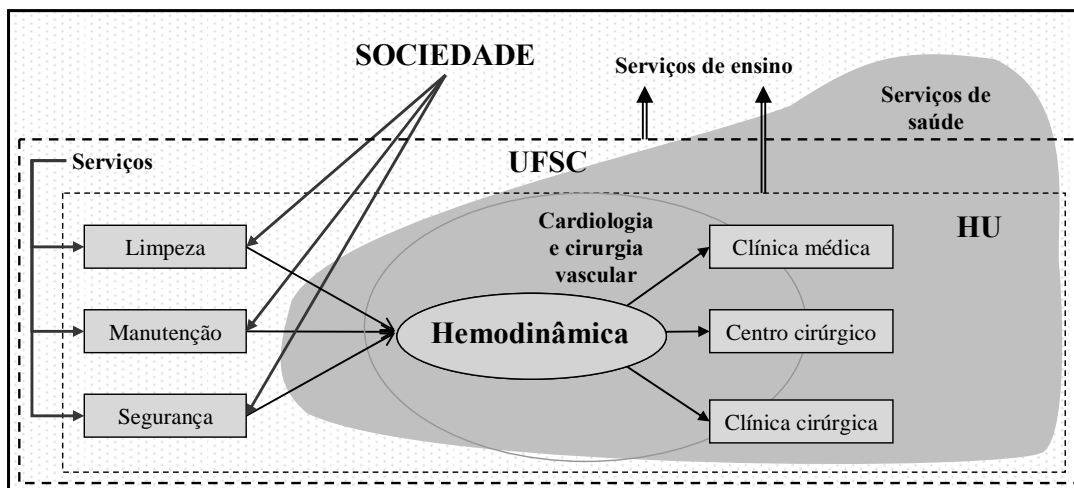 SOCIEDADE
Serviços de ensino
Serviços de
saúde
Serviços
UFSC
Limpeza
Cardiologia
e cirurgia
vascular
Clínica médica
HU
Manutenção
Hemodinâmica
Centro cirúrgico
Segurança
Clínica cirúrgica